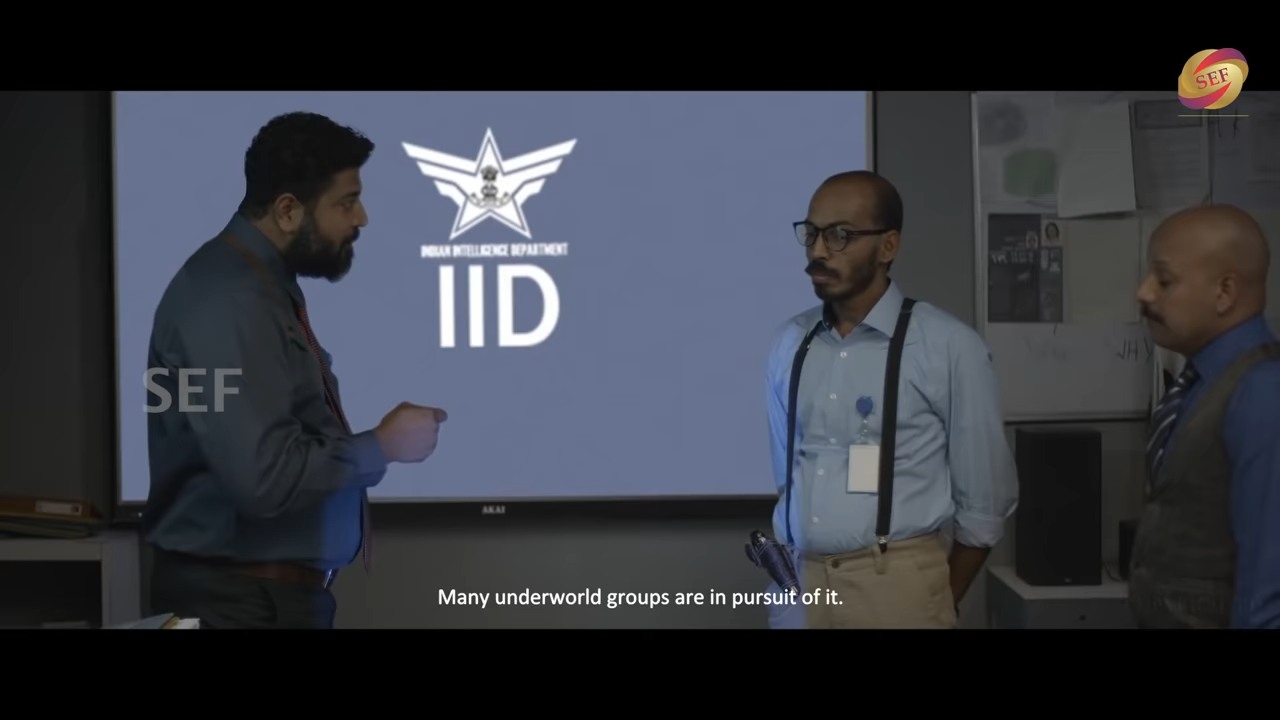 SEF
INDIAN INTELLIGENCE DEPARTMENT
IID
SEF
AKAI
Many underworld groups are in pursuit of it.